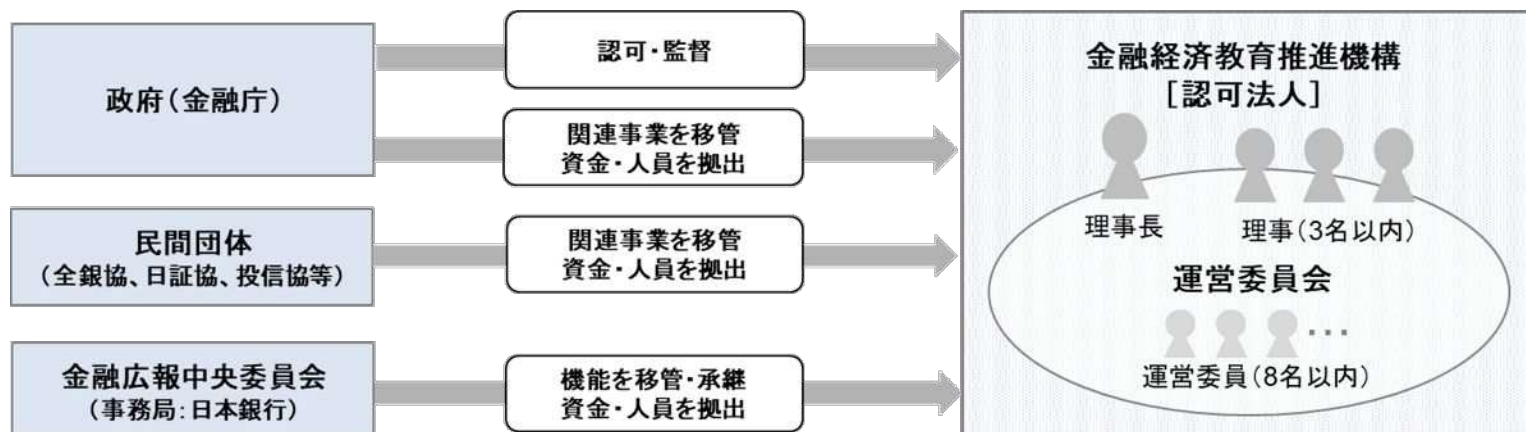 政府(金融庁)
認可・監督
関連事業を移管
資金・人員を拠出
民間団体
(全銀協、日証協、投信協等)
関連事業を移管
資金・人員を拠出
金融広報中央委員会
(事務局:日本銀行)
機能を移管・承継
資金・人員を拠出
金融経済教育推進機構
[認可法人]
理事長
理事(3名以内)
運営委員会
…
運営委員(8名以内)